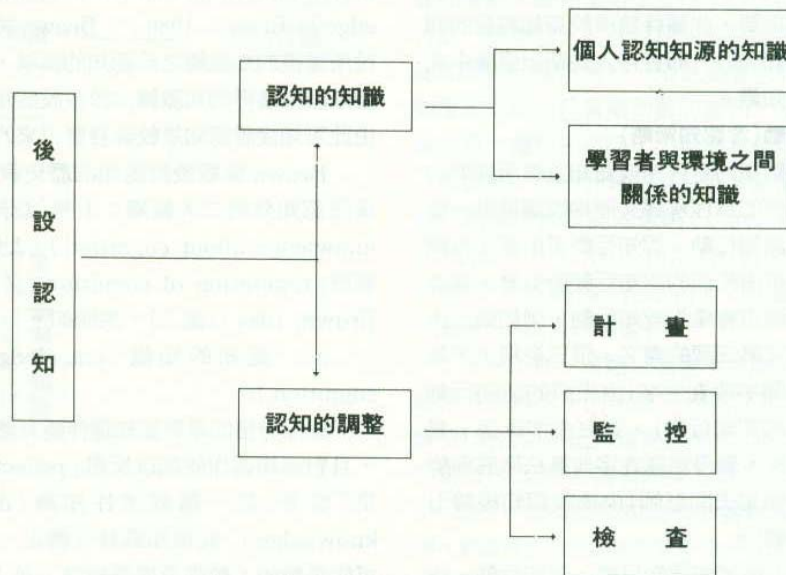 後設認知
認知的知識
個人認知知源的知識
學習者與環境之間
關係的知識
認知的調整
計畫
監控
檢查